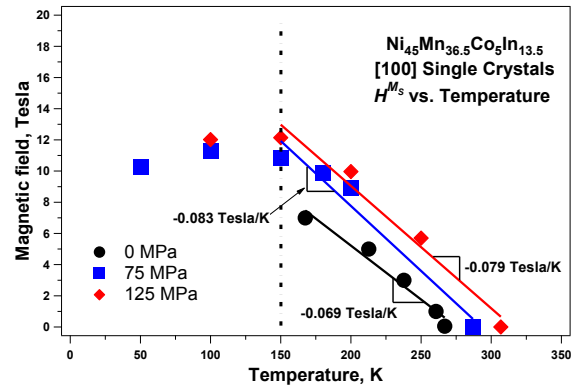 20
18
16
14
12
10
8
6
4
2
0
Magnetic field, Tesla
Ni45Mn36.5Co5In13.5
[100] Single Crystals
H^Ms vs. Temperature
-0.083 Tesla/K
-0.079 Tesla/K
-0.069 Tesla/K
0 MPa
75 MPa
125 MPa
0 50 100 150 200 250 300 350
Temperature, K